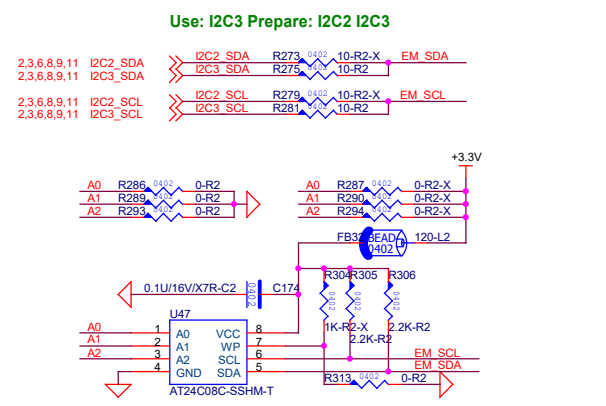 Use: I2C3 Prepare: I2C2 I2C3
2,3,6,8,9,11 I2C2_SDA I2C2_SDA R273 0402 10-R2-X EM_SDA
2,3,6,8,9,11 I2C3_SDA I2C3_SDA R275 10-R2
2,3,6,8,9,11 I2C2_SCL I2C2_SCL R279 0402 10-R2-X EM_SCL
2,3,6,8,9,11 I2C3_SCL I2C3_SCL R281 0402 10-R2
+3.3V
A0 R286 0402 0-R2 A0 R287 0402 0-R2-X
A1 R289 0402 0-R2 A1 R290 0402 0-R2-X
A2 R293 0402 0-R2 A2 R294 0402 0-R2-X
FB32 BEAD 120-L2
0402
R304 R305 R306
0.1U/16V/X7R-C2 0402 C174 0402 0402 0402
U47
1K-R2-X 2.2K-R2
2.2K-R2
A0 1 A0 VCC 8
A1 2 A1 WP 7
A2 3 A2 SCL 6 EM_SCL
4 GND SDA 5 EM_SDA
R313 0402 0-R2
AT24C08C-SSHM-T